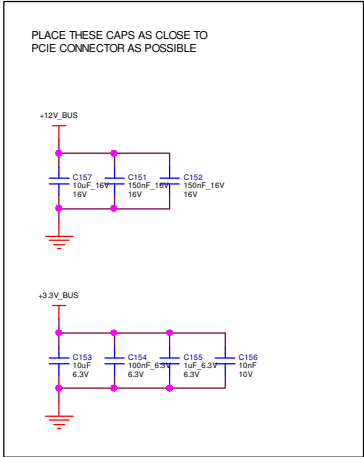 PLACE THESE CAPS AS CLOSE TO
PCIE CONNECTOR AS POSSIBLE
+12V_BUS
C157 C151 C152
10uF_16V 150nF_16V 150nF_16V
16V 16V 16V
+3.3V_BUS
C153 C154 C155 C156
10uF 100nF_6.3V 1uF_6.3V 10nF
6.3V 6.3V 6.3V 10V